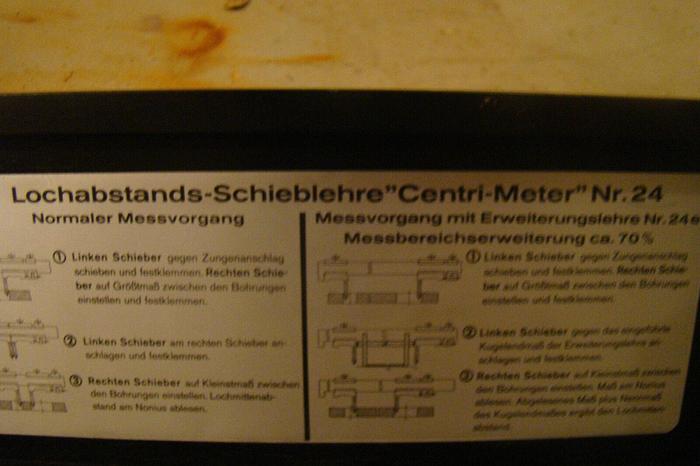 Lochabstands-Schieblehre"Centri-Meter" Nr. 24
Normaler Messvorgang
① Linken Schieber gegen Zungenanschlag
schieben und festklemmen. Rechten Schie-
ber auf Größtmaß zwischen den Bohrungen
einstellen und festklemmen.
② Linken Schieber am rechten Schieber an-
schlagen und festklemmen.
③ Rechten Schieber auf Kleinstmaß zwischen
den Bohrungen einstellen. Lochmittenab-
stand am Nonius ablesen.
Messvorgang mit Erweiterungslehre Nr. 24e
Messbereichserweiterung ca. 70%
① Linken Schieber gegen Zungenanschlag
schieben und festklemmen. Rechten Schie-
ber auf Größtmaß zwischen den Bohrungen
einstellen und festklemmen.
② Linken Schieber gegen das eingeführte
Kugelendmaß der Erweiterungslehre an-
schlagen und festklemmen.
③ Rechten Schieber auf Kleinstmaß zwischen
den Bohrungen einstellen. Maß am Nonius
ablesen. Abgelesenes Maß plus Nennmaß
des Kugelendmaßes ergibt den Lochmitten-
abstand.